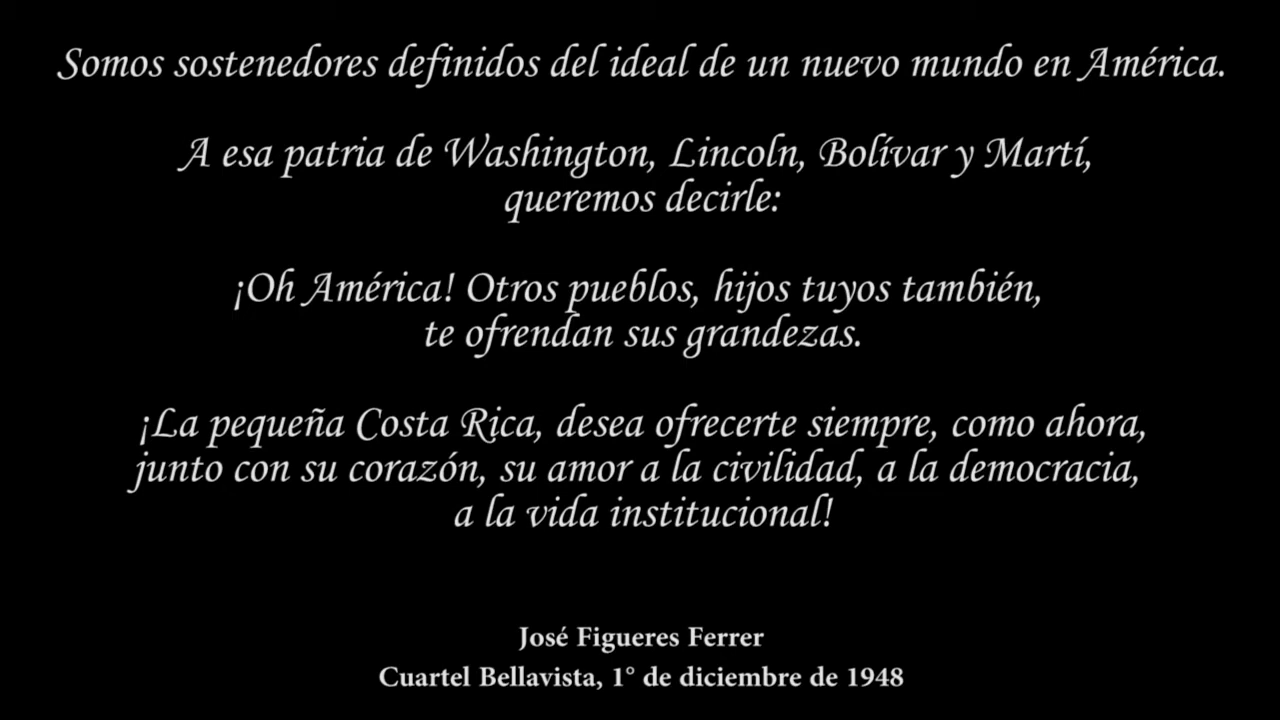 Somos sostenedores definidos del ideal de un nuevo mundo en América.
A esa patria de Washington, Lincoln, Bolívar y Martí,
queremos decirle:
¡Oh América! Otros pueblos, hijos tuyos también,
te ofrendan sus grandezas.
¡La pequeña Costa Rica, desea ofrecerte siempre, como ahora,
junto con su corazón, su amor a la civilidad, a la democracia,
a la vida institucional!
José Figueres Ferrer
Cuartel Bellavista, 1° de diciembre de 1948